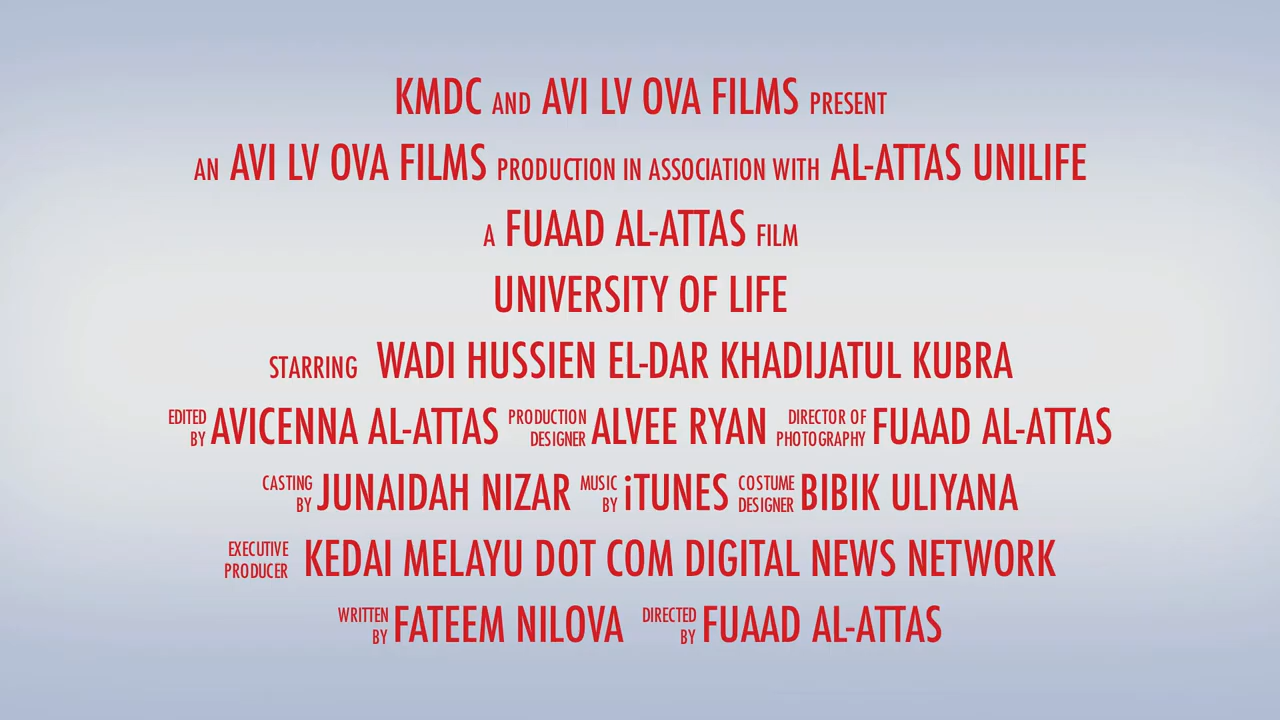 KMDC AND AVI LV OVA FILMS PRESENT
AN AVI LV OVA FILMS PRODUCTION IN ASSOCIATION WITH AL-ATTAS UNILIFE
A FUAAD AL-ATTAS FILM
UNIVERSITY OF LIFE
STARRING WADI HUSSIEN EL-DAR KHADIJATUL KUBRA
EDITED BY AVICENNA AL-ATTAS PRODUCTION DESIGNER ALVEE RYAN DIRECTOR OF PHOTOGRAPHY FUAAD AL-ATTAS
CASTING BY JUNAIDAH NIZAR MUSIC BY iTUNES COSTUME DESIGNER BIBIK ULIYANA
EXECUTIVE PRODUCER KEDAI MELAYU DOT COM DIGITAL NEWS NETWORK
WRITTEN BY FATEEM NILOVA DIRECTED BY FUAAD AL-ATTAS